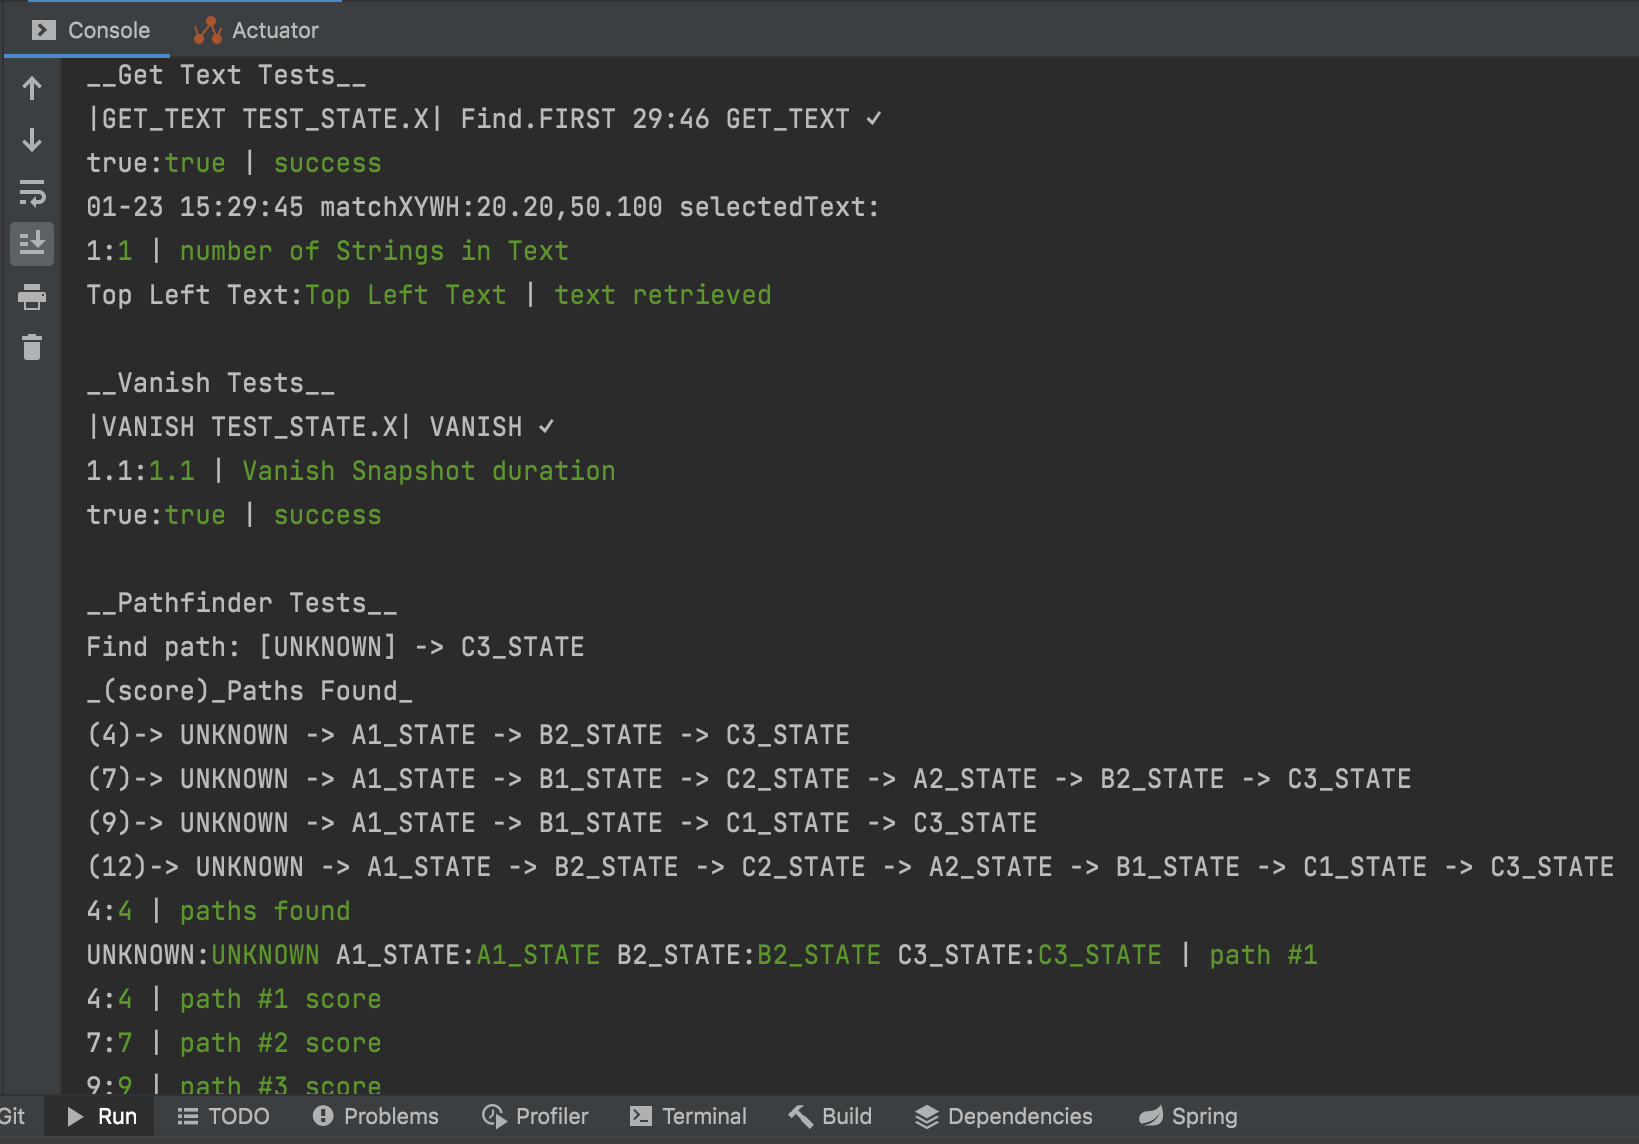 Console Actuator
__Get Text Tests__
|GET_TEXT TEST_STATE.X| Find.FIRST 29:46 GET_TEXT ✓
true:true | success
01-23 15:29:45 matchXYWH:20.20,50.100 selectedText:
1:1 | number of Strings in Text
Top Left Text:Top Left Text | text retrieved
__Vanish Tests__
|VANISH TEST_STATE.X| VANISH ✓
1.1:1.1 | Vanish Snapshot duration
true:true | success
__Pathfinder Tests__
Find path: [UNKNOWN] -> C3_STATE
_(score)_Paths Found_
(4)-> UNKNOWN -> A1_STATE -> B2_STATE -> C3_STATE
(7)-> UNKNOWN -> A1_STATE -> B1_STATE -> C2_STATE -> A2_STATE -> B2_STATE -> C3_STATE
(9)-> UNKNOWN -> A1_STATE -> B1_STATE -> C1_STATE -> C3_STATE
(12)-> UNKNOWN -> A1_STATE -> B2_STATE -> C2_STATE -> A2_STATE -> B1_STATE -> C1_STATE -> C3_STATE
4:4 | paths found
UNKNOWN:UNKNOWN A1_STATE:A1_STATE B2_STATE:B2_STATE C3_STATE:C3_STATE | path #1
4:4 | path #1 score
7:7 | path #2 score
9:9 | path #3 score
Git Run TODO Problems Profiler Terminal Build Dependencies Spring